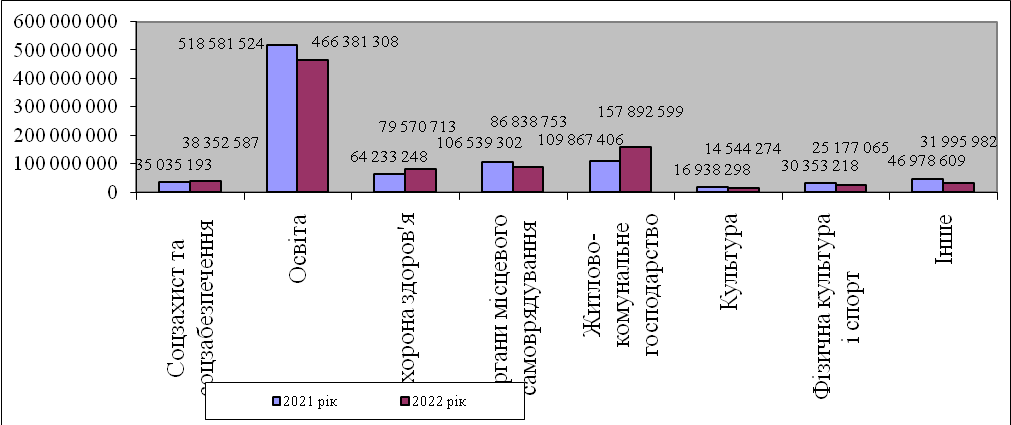 600 000 000
500 000 000
400 000 000
300 000 000
200 000 000
100 000 000
0
518 581 524
466 381 308
35 035 193
38 352 587
64 233 248
79 570 713
106 539 302
86 838 753
109 867 406
157 892 599
16 938 298
14 544 274
30 353 218
25 177 065
46 978 609
31 995 982
Соцзахист та
соцзабезпечення
Освіта
хорона здоров'я
ргани місцевого
самоврядування
Житлово-
комунальне
господарство
Культура
Фізична культура
і спорт
Інше
2021 рік
2022 рік